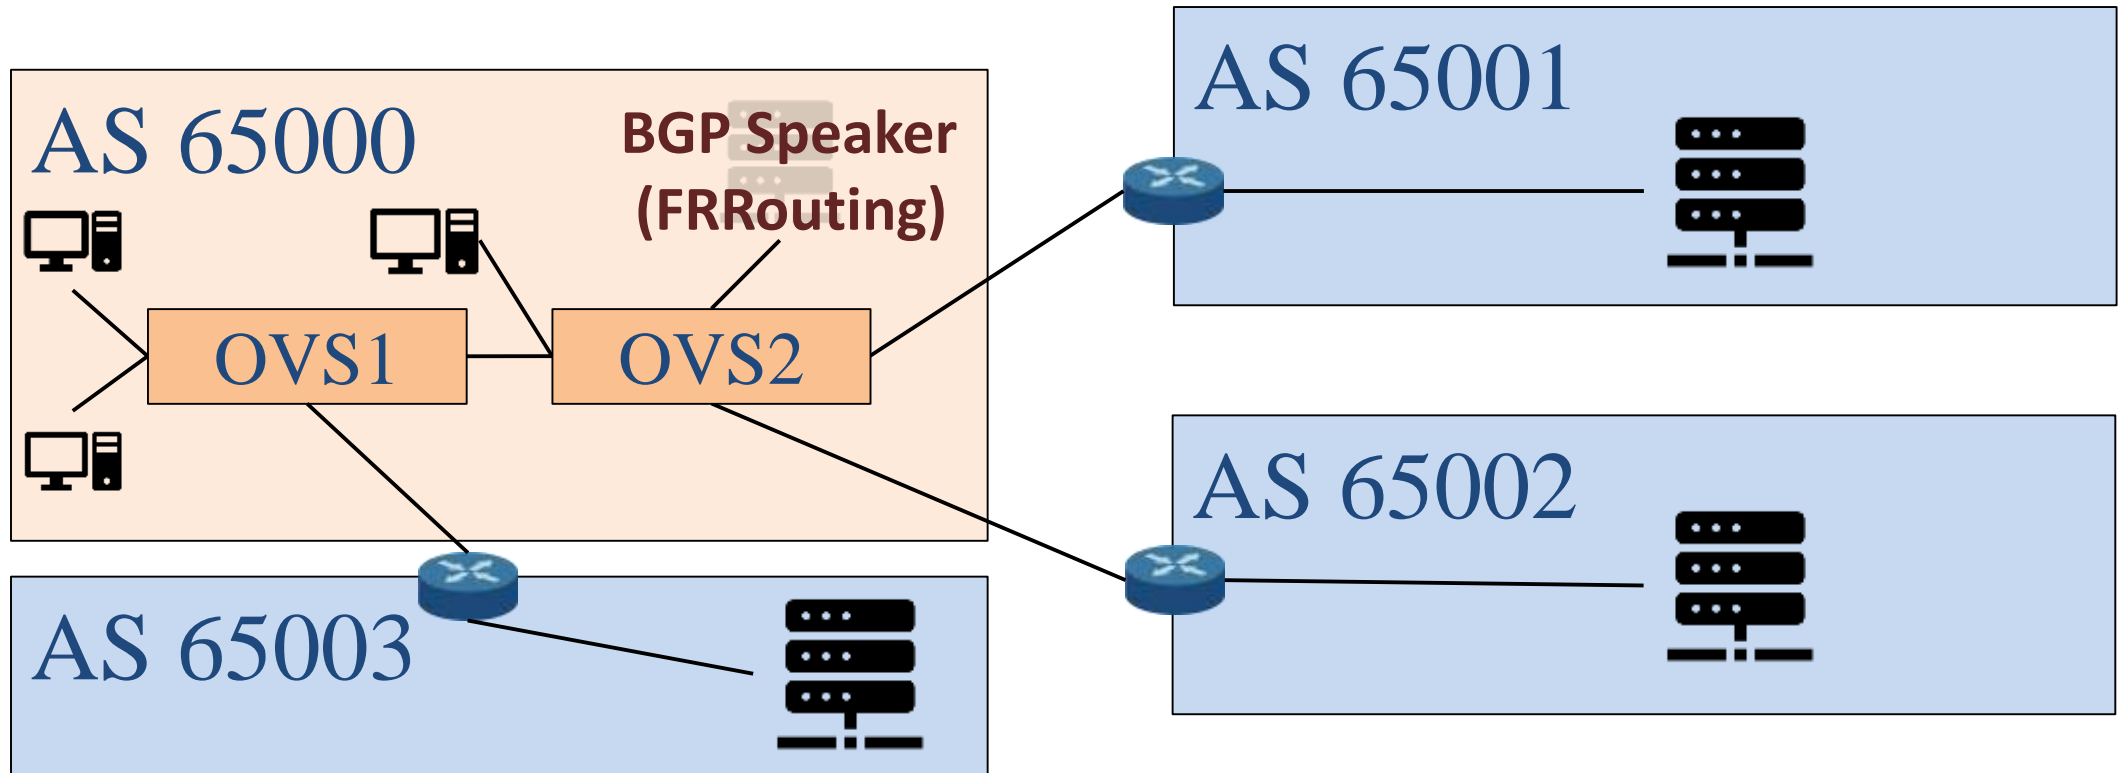 AS 65000
BGP Speaker
(FRRouting)
OVS1
OVS2
AS 65001
AS 65002
AS 65003